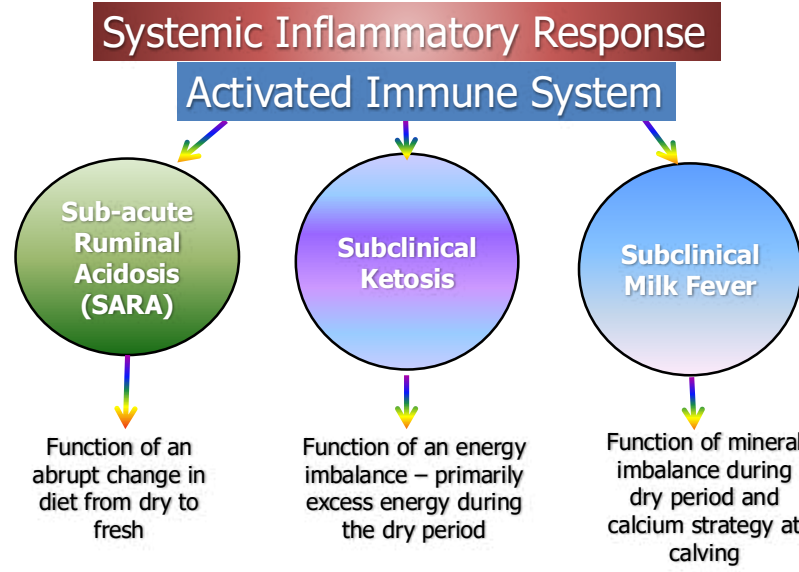 Systemic Inflammatory Response
Activated Immune System
Sub-acute
Ruminal
Acidosis
(SARA)
Subclinical
Ketosis
Subclinical
Milk Fever
Function of an
abrupt change in
diet from dry to
fresh
Function of an energy
imbalance – primarily
excess energy during
the dry period
Function of mineral
imbalance during
dry period and
calcium strategy at
calving